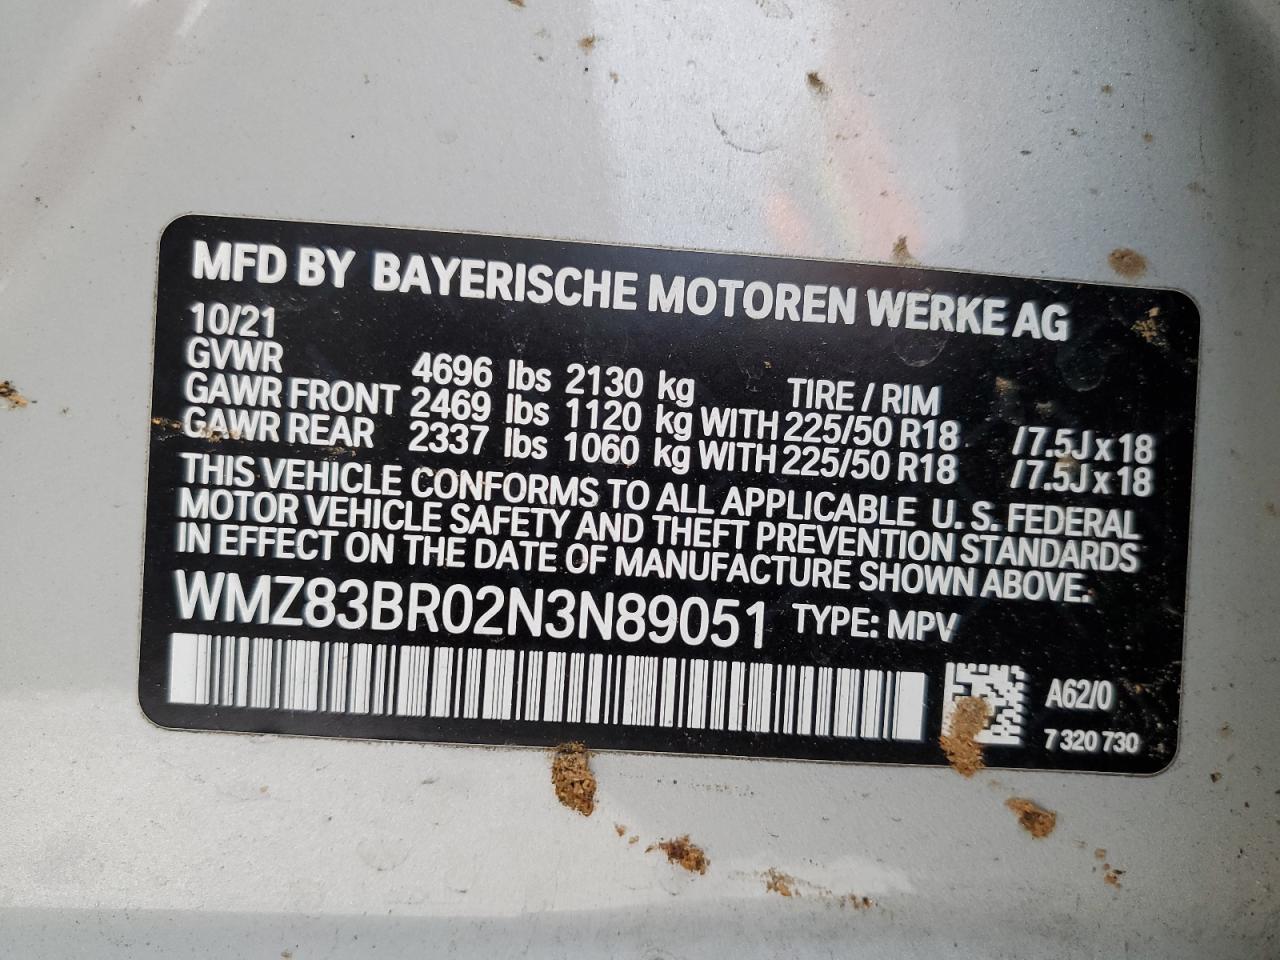 MFD BY BAYERISCHE MOTOREN WERKE AG
10/21
GVWR 4696 lbs 2130 kg TIRE / RIM
GAWR FRONT 2469 lbs 1120 kg WITH 225/50 R18 /7.5J x 18
GAWR REAR 2337 lbs 1060 kg WITH 225/50 R18 /7.5J x 18
THIS VEHICLE CONFORMS TO ALL APPLICABLE U. S. FEDERAL
MOTOR VEHICLE SAFETY AND THEFT PREVENTION STANDARDS
IN EFFECT ON THE DATE OF MANUFACTURE SHOWN ABOVE.
WMZ83BR02N3N89051 TYPE: MPV
A62/0
7 320 730